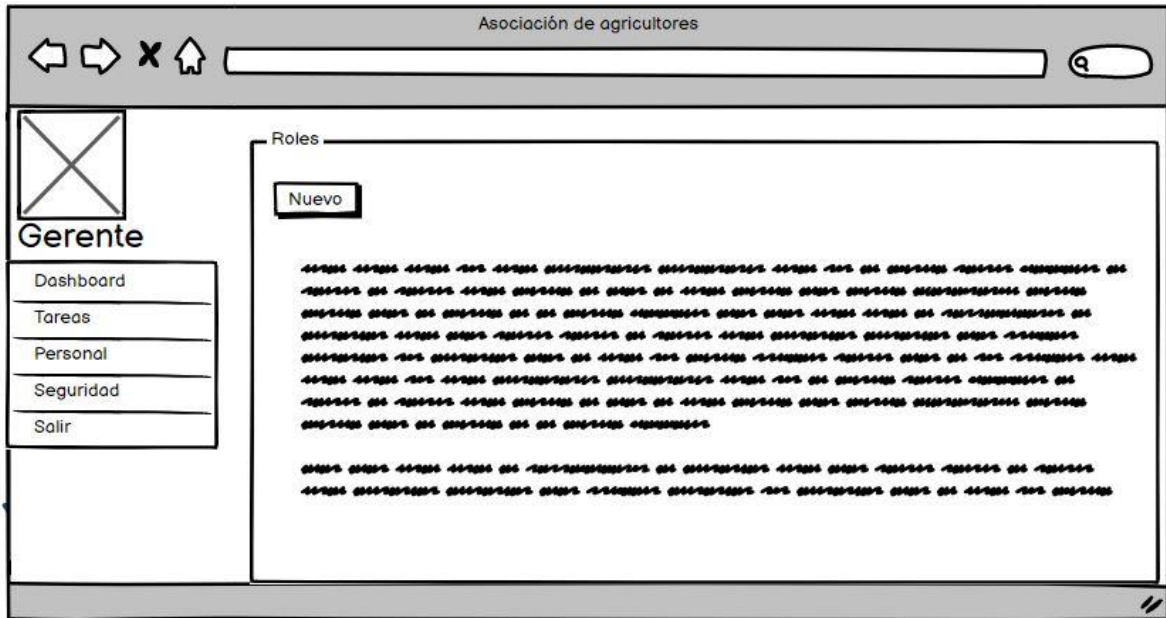 Asociación de agricultores
Gerente
Dashboard
Tareas
Personal
Seguridad
Salir
Roles
Nuevo